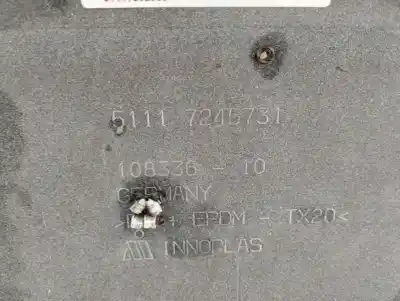 5111 7245731
108336 - 10
GERMANY
+ EPDM - TX20<
INNOPLAS